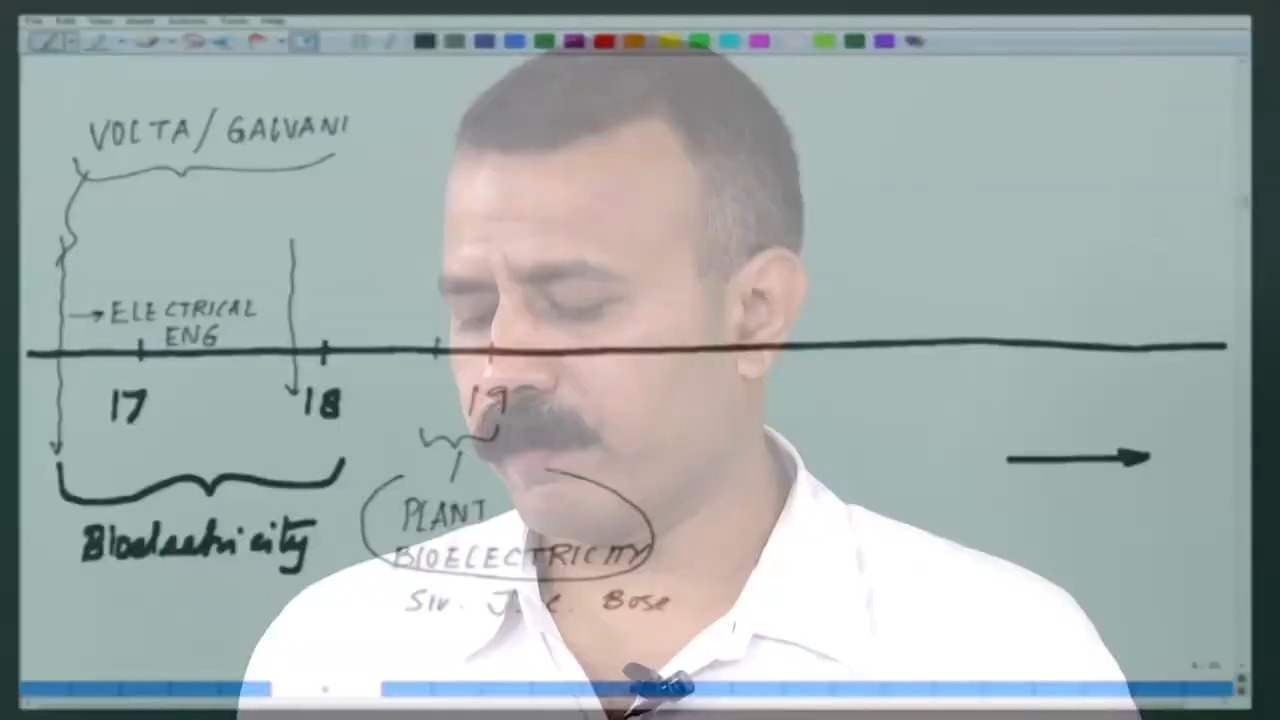 VOLTA/GALVANI
→ELECTRICAL
ENG
17
18
19
Bioelectricity
PLANT
BIOELECTRICITY
Sir. J. C. Bose